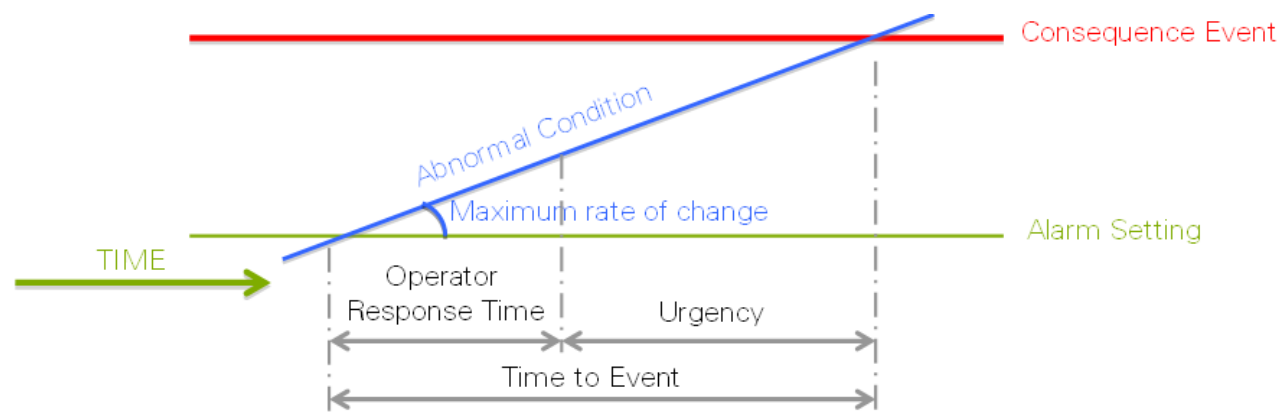 Consequence Event
Abnormal Condition
Maximum rate of change
Alarm Setting
TIME
Operator
Response Time
Urgency
Time to Event